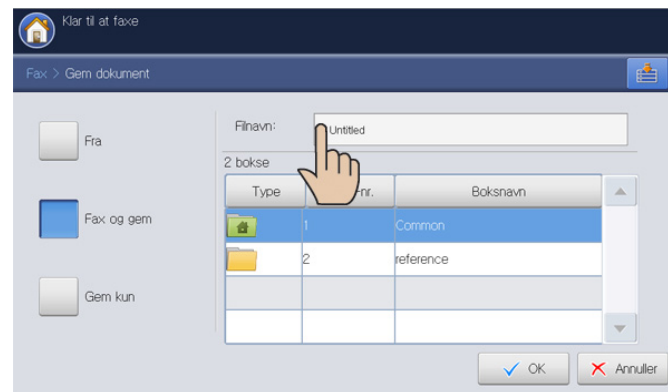 Klar til at faxe
Fax > Gem dokument
Fra
Filnavn: Untitled
2 bokse
Type nr. Boksnavn
1 Common
Fax og gem
2 reference
Gem kun
OK Annuller